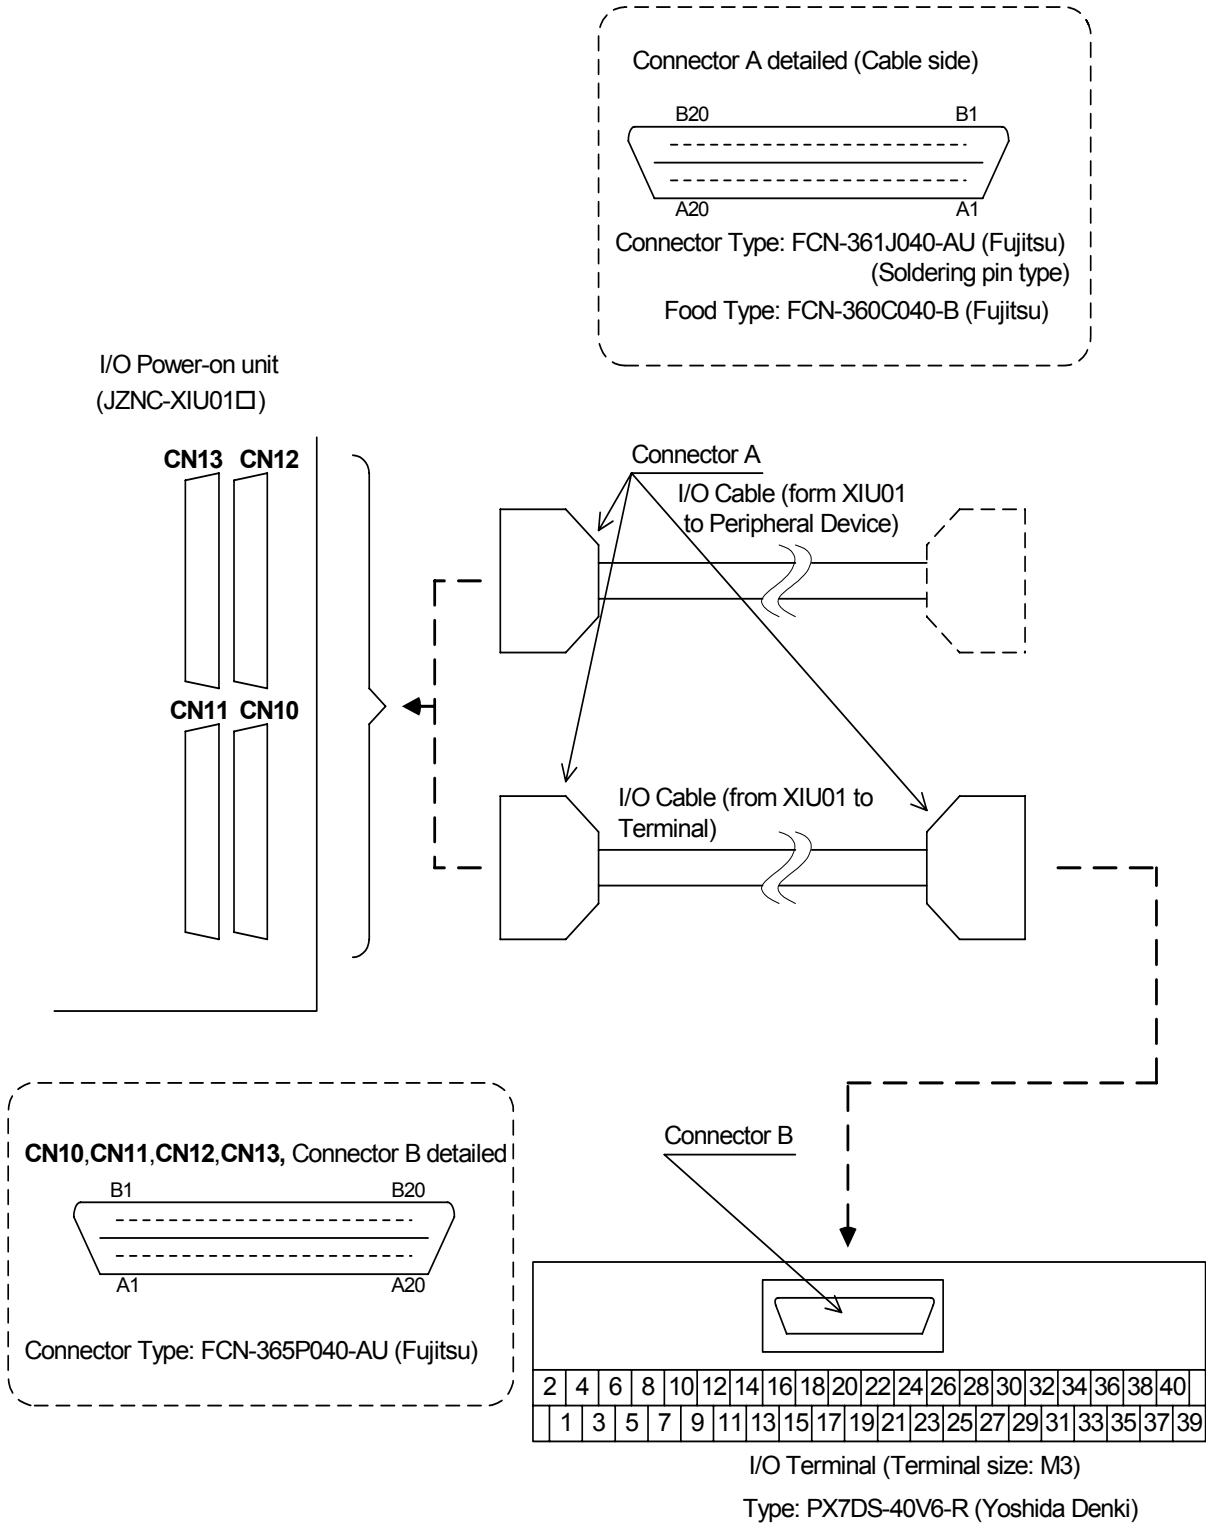 Connector A detailed (Cable side)
B20 B1
A20 A1
Connector Type: FCN-361J040-AU (Fujitsu)
(Soldering pin type)
Food Type: FCN-360C040-B (Fujitsu)
I/O Power-on unit
(JZNC-XIU01□)
CN13 CN12
Connector A
I/O Cable (form XIU01
to Peripheral Device)
CN11 CN10
I/O Cable (from XIU01 to
Terminal)
CN10,CN11,CN12,CN13, Connector B detailed
B1 B20
A1 A20
Connector Type: FCN-365P040-AU (Fujitsu)
Connector B
2 4 6 8 10 12 14 16 18 20 22 24 26 28 30 32 34 36 38 40
1 3 5 7 9 11 13 15 17 19 21 23 25 27 29 31 33 35 37 39
I/O Terminal (Terminal size: M3)
Type: PX7DS-40V6-R (Yoshida Denki)